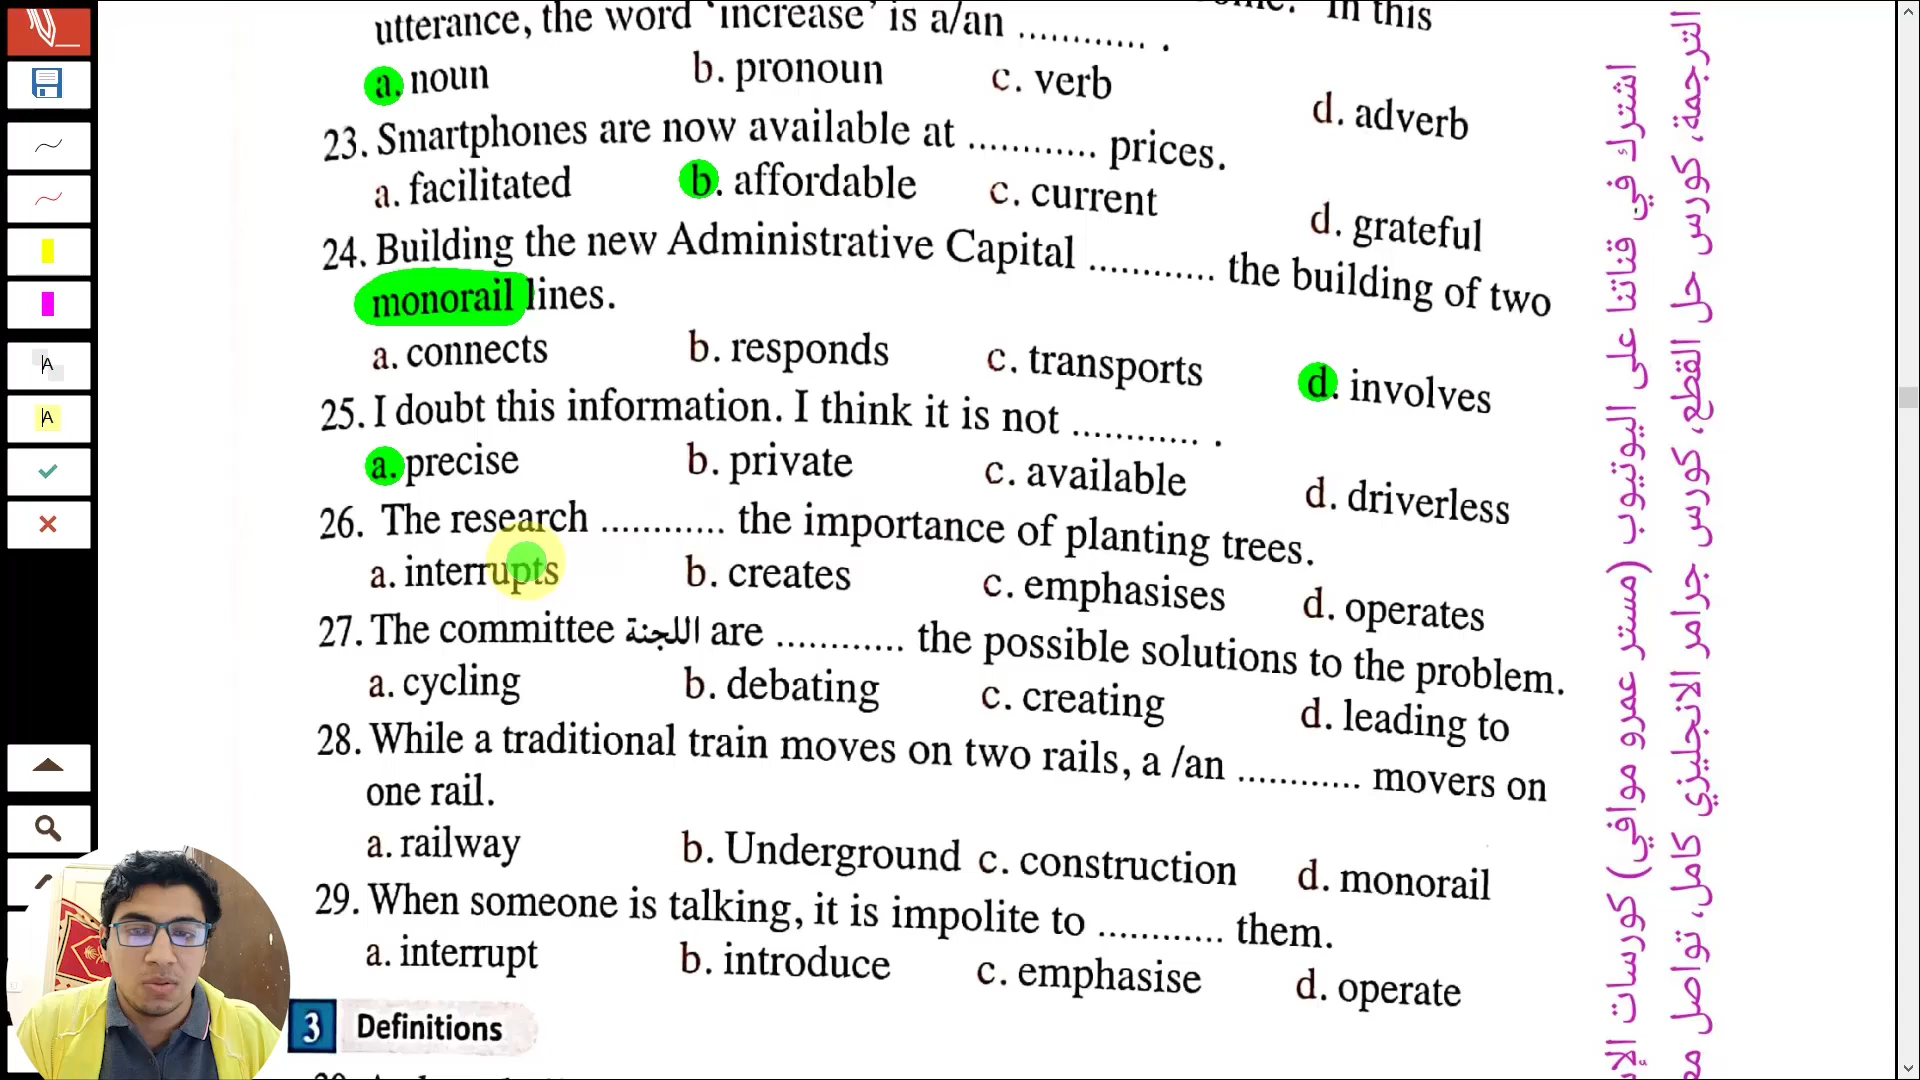 In this
utterance, the word 'increase' is a/an ............ .
a. noun b. pronoun c. verb d. adverb
23. Smartphones are now available at ............ prices.
a. facilitated b. affordable c. current d. grateful
24. Building the new Administrative Capital ............ the building of two
monorail lines.
a. connects b. responds c. transports d. involves
25. I doubt this information. I think it is not ............ .
a. precise b. private c. available d. driverless
26. The research ............ the importance of planting trees.
a. interrupts b. creates c. emphasises d. operates
27. The committee اللجنة are ............ the possible solutions to the problem.
a. cycling b. debating c. creating d. leading to
28. While a traditional train moves on two rails, a /an ............ movers on
one rail.
a. railway b. Underground c. construction d. monorail
29. When someone is talking, it is impolite to ............ them.
a. interrupt b. introduce c. emphasise d. operate
3 Definitions
اشترك في قناتنا على اليوتيوب (مستر عمرو موافي) كورسات
الترجمة، كورس حل القطع، كورس جرامر الانجليزي كامل، تواصل
A
A